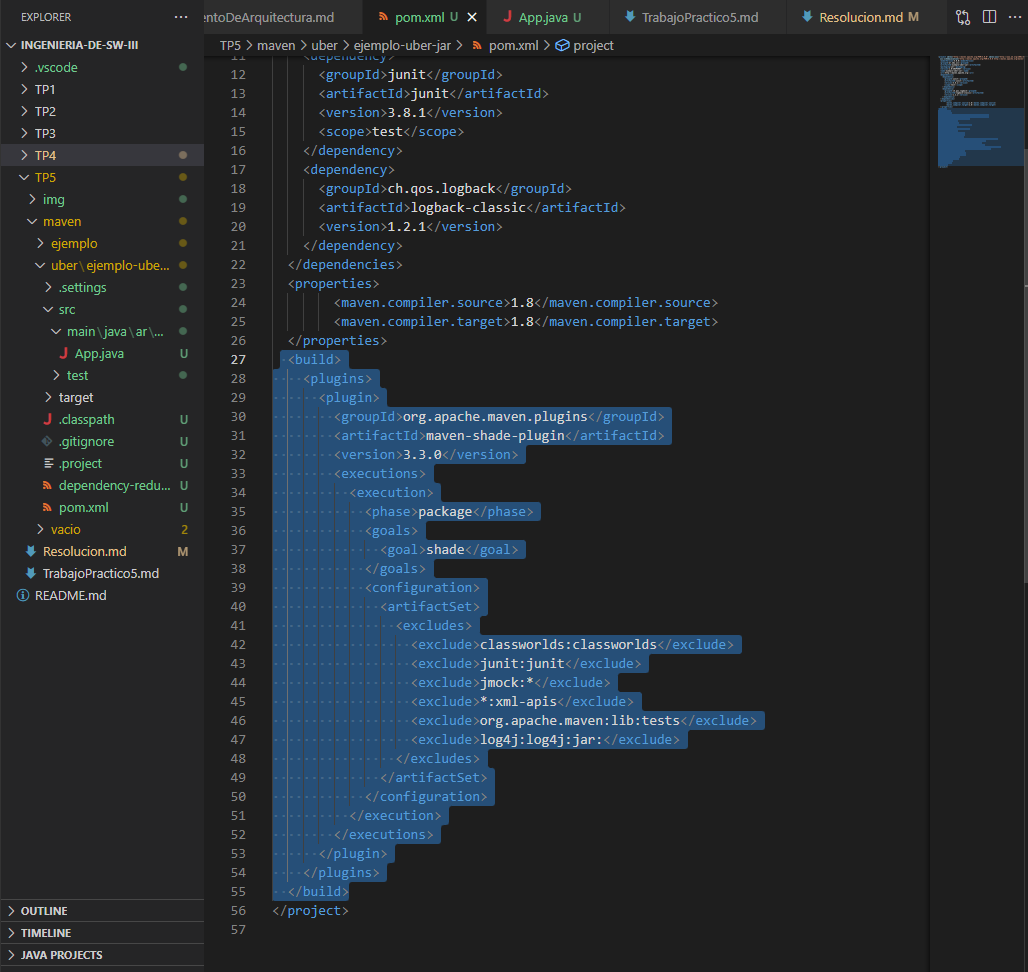 EXPLORER
···
entoDeArquitectura.md
pom.xml U
App.java U
TrabajoPractico5.md
Resolucion.md M
TP5 > maven > uber > ejemplo-uber-jar > pom.xml > project
INGENIERIA-DE-SW-III
.vscode
TP1
TP2
TP3
TP4
TP5
img
maven
ejemplo
uber\ejemplo-ube...
.settings
src
main\java\ar\...
App.java U
test
target
.classpath U
.gitignore U
.project U
dependency-redu... U
pom.xml U
vacio 2
Resolucion.md M
TrabajoPractico5.md
README.md
OUTLINE
TIMELINE
JAVA PROJECTS
11 <dependency>
12 <groupId>junit</groupId>
13 <artifactId>junit</artifactId>
14 <version>3.8.1</version>
15 <scope>test</scope>
16 </dependency>
17 <dependency>
18 <groupId>ch.qos.logback</groupId>
19 <artifactId>logback-classic</artifactId>
20 <version>1.2.1</version>
21 </dependency>
22 </dependencies>
23 <properties>
24 <maven.compiler.source>1.8</maven.compiler.source>
25 <maven.compiler.target>1.8</maven.compiler.target>
26 </properties>
27 <build>
28 <plugins>
29 <plugin>
30 <groupId>org.apache.maven.plugins</groupId>
31 <artifactId>maven-shade-plugin</artifactId>
32 <version>3.3.0</version>
33 <executions>
34 <execution>
35 <phase>package</phase>
36 <goals>
37 <goal>shade</goal>
38 </goals>
39 <configuration>
40 <artifactSet>
41 <excludes>
42 <exclude>classworlds:classworlds</exclude>
43 <exclude>junit:junit</exclude>
44 <exclude>jmock:*</exclude>
45 <exclude>*:xml-apis</exclude>
46 <exclude>org.apache.maven:lib:tests</exclude>
47 <exclude>log4j:log4j:jar:</exclude>
48 </excludes>
49 </artifactSet>
50 </configuration>
51 </execution>
52 </executions>
53 </plugin>
54 </plugins>
55 </build>
56 </project>
57